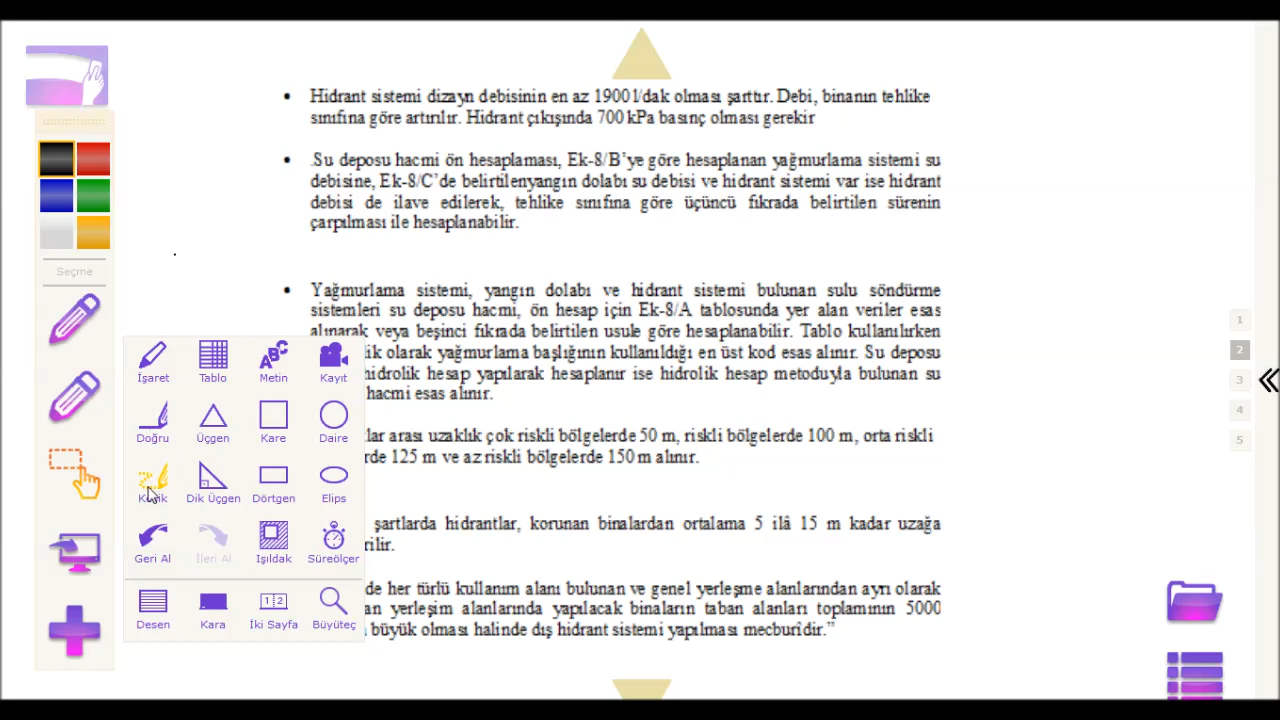 Hidrant sistemi dizayn debisinin en az 1900 l/dak olması şarttır. Debi, binanın tehlike
sınıfına göre artırılır. Hidrant çıkışında 700 kPa basınç olması gerekir
.Su deposu hacmi ön hesaplaması, Ek-8/B’ye göre hesaplanan yağmurlama sistemi su
debisine, Ek-8/C’de belirtilenyangın dolabı su debisi ve hidrant sistemi var ise hidrant
debisi de ilave edilerek, tehlike sınıfına göre üçüncü fıkrada belirtilen sürenin
çarpılması ile hesaplanabilir.
Yağmurlama sistemi, yangın dolabı ve hidrant sistemi bulunan sulu söndürme
sistemleri su deposu hacmi, ön hesap için Ek-8/A tablosunda yer alan veriler esas
alınarak veya beşinci fıkrada belirtilen usule göre hesaplanabilir. Tablo kullanılırken
lik olarak yağmurlama başlığının kullanıldığı en üst kod esas alınır. Su deposu
hidrolik hesap yapılarak hesaplanır ise hidrolik hesap metoduyla bulunan su
hacmi esas alınır.
lar arası uzaklık çok riskli bölgelerde 50 m, riskli bölgelerde 100 m, orta riskli
rde 125 m ve az riskli bölgelerde 150 m alınır.
şartlarda hidrantlar, korunan binalardan ortalama 5 ilâ 15 m kadar uzağa
rilir.
de her türlü kullanım alanı bulunan ve genel yerleşme alanlarından ayrı olarak
an yerleşim alanlarında yapılacak binaların taban alanları toplamının 5000
büyük olması halinde dış hidrant sistemi yapılması mecburîdir.”
Seçme
İşaret Tablo Metin Kayıt
Doğru Üçgen Kare Daire
Dik Üçgen Dörtgen Elips
Geri Al İleri Al Işıldak Süreölçer
Desen Kara İki Sayfa Büyüteç
1 2
1
2
3
4
5